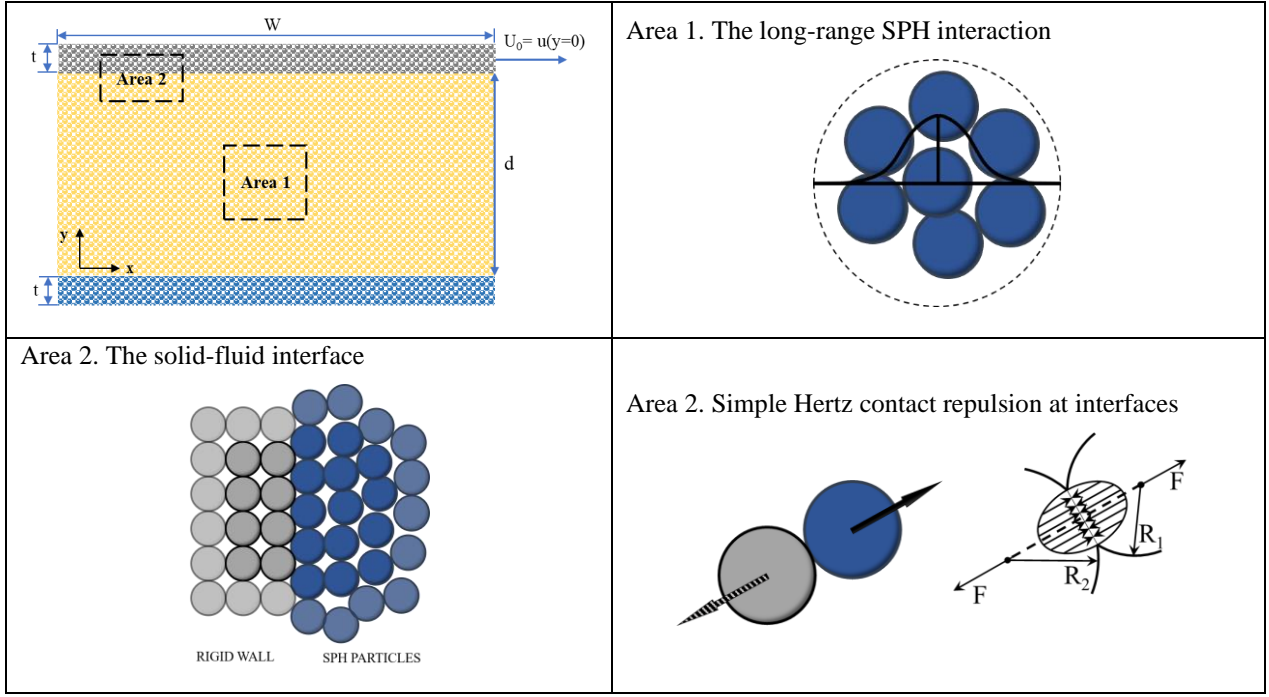 W
U₀= u(y=0)
t
Area 2
Area 1
d
y
x
t
Area 1. The long-range SPH interaction
Area 2. The solid-fluid interface
RIGID WALL SPH PARTICLES
Area 2. Simple Hertz contact repulsion at interfaces
F
R₁
R₂
F